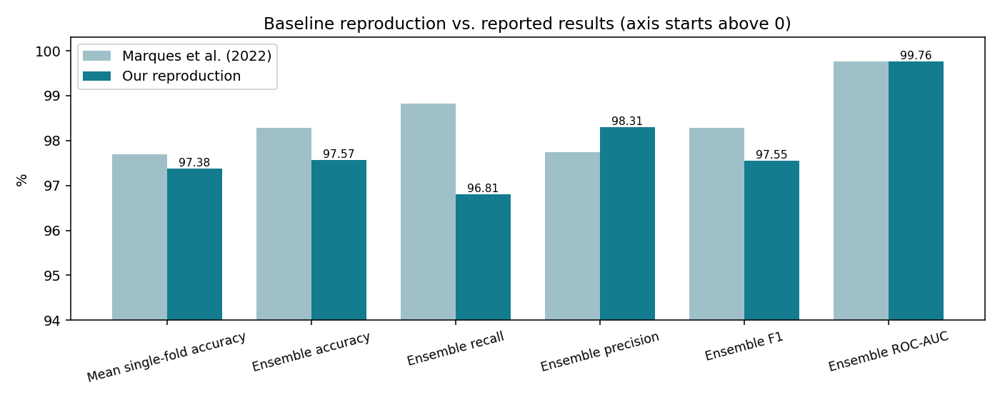 Baseline reproduction vs. reported results (axis starts above 0)
Marques et al. (2022)
Our reproduction
%
100
99
98
97
96
95
94
97.38
97.57
96.81
98.31
97.55
99.76
Mean single-fold accuracy
Ensemble accuracy
Ensemble recall
Ensemble precision
Ensemble F1
Ensemble ROC-AUC